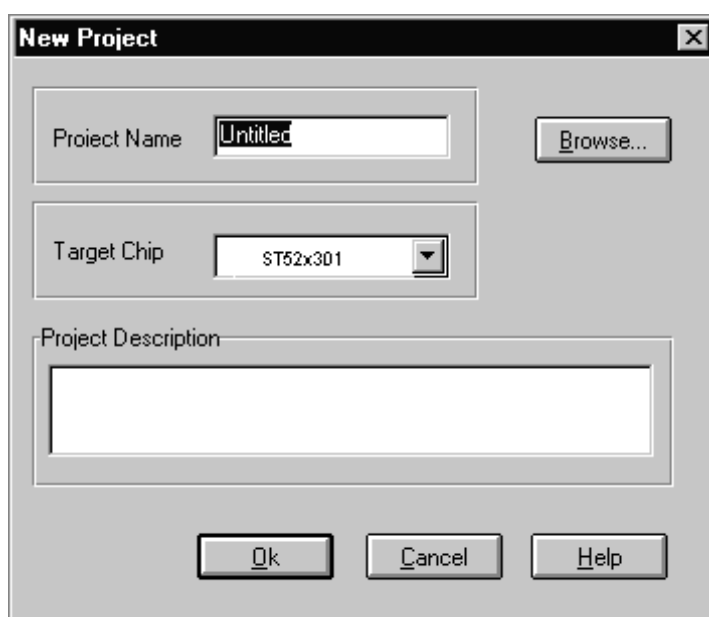 New Project
Project Name
Untitled
Browse...
Target Chip
ST52x301
Project Description
Ok
Cancel
Help